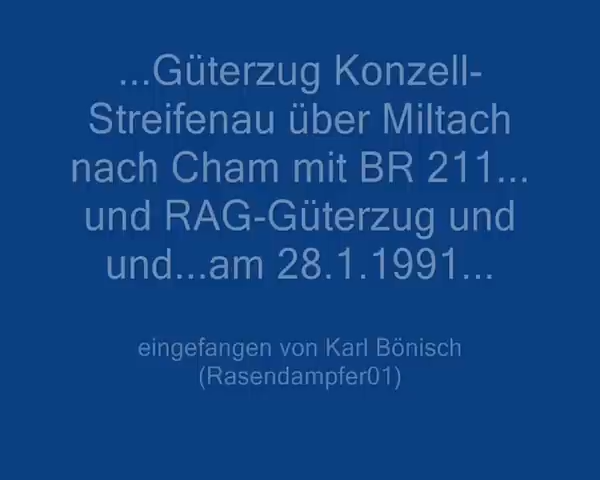 ...Güterzug Konzell-
Streifenau über Miltach
nach Cham mit BR 211...
und RAG-Güterzug und
und...am 28.1.1991...
eingefangen von Karl Bönisch
(Rasendampfer01)